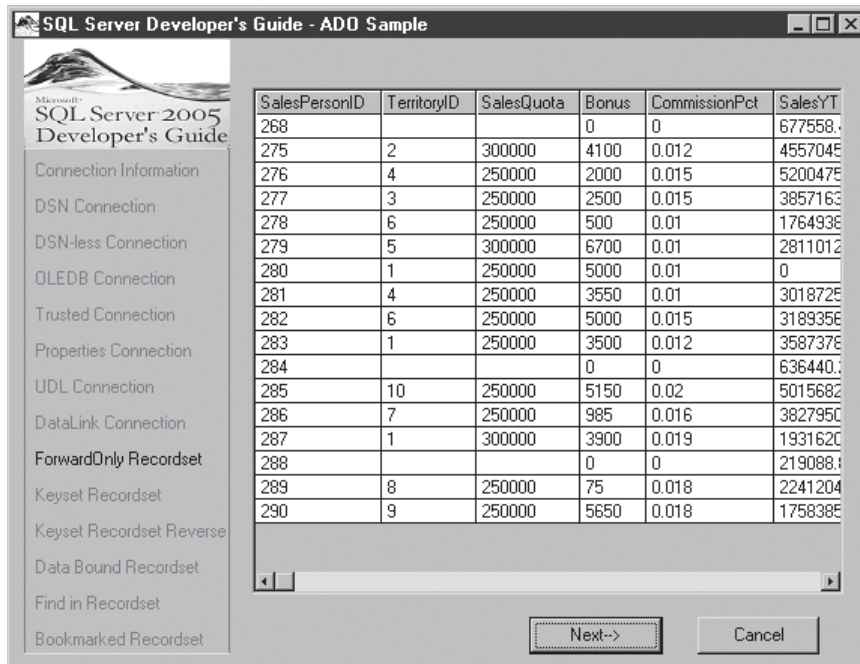 SQL Server Developer's Guide - ADO Sample
Microsoft
SQL Server 2005
Developer's Guide
Connection Information
DSN Connection
DSN-less Connection
OLEDB Connection
Trusted Connection
Properties Connection
UDL Connection
DataLink Connection
ForwardOnly Recordset
Keyset Recordset
Keyset Recordset Reverse
Data Bound Recordset
Find in Recordset
Bookmarked Recordset
SalesPersonID TerritoryID SalesQuota Bonus CommissionPct SalesYT
268 0 0 677558.
275 2 300000 4100 0.012 4557045
276 4 250000 2000 0.015 5200475
277 3 250000 2500 0.015 3857163
278 6 250000 500 0.01 1764938
279 5 300000 6700 0.01 2811012
280 1 250000 5000 0.01 0
281 4 250000 3550 0.01 3018725
282 6 250000 5000 0.015 3189356
283 1 250000 3500 0.012 3587378
284 0 0 636440.
285 10 250000 5150 0.02 5015682
286 7 250000 985 0.016 3827950
287 1 300000 3900 0.019 1931620
288 0 0 219088.
289 8 250000 75 0.018 2241204
290 9 250000 5650 0.018 1758385
Next-->
Cancel